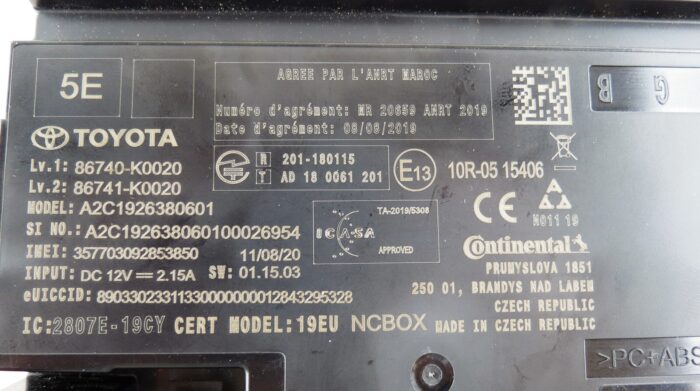 5E
AGREE PAR L'ANRT MAROC
Numéro d'agrément: MR 20659 ANRT 2019
Date d'agrément: 08/08/2019
G B
TOYOTA
R 201-180115
T AD 18 0061 201
E13
10R-05 15406
Lv.1: 86740-K0020
Lv.2: 86741-K0020
MODEL: A2C1926380601
SI NO.: A2C192638060100026954
IMEI: 357703092853850 11/08/20
INPUT: DC 12V 2.15A SW: 01.15.03
eUICCID: 89033023311330000000012843295328
IC:2807E-19CY CERT MODEL:19EU NCBOX MADE IN CZECH REPUBLIC
TA-2019/5308
ICASA
APPROVED
CE
N011 19
Continental
PRUMYSLOVA 1851
250 01, BRANDYS NAD LABEM
CZECH REPUBLIC
>PC+ABS